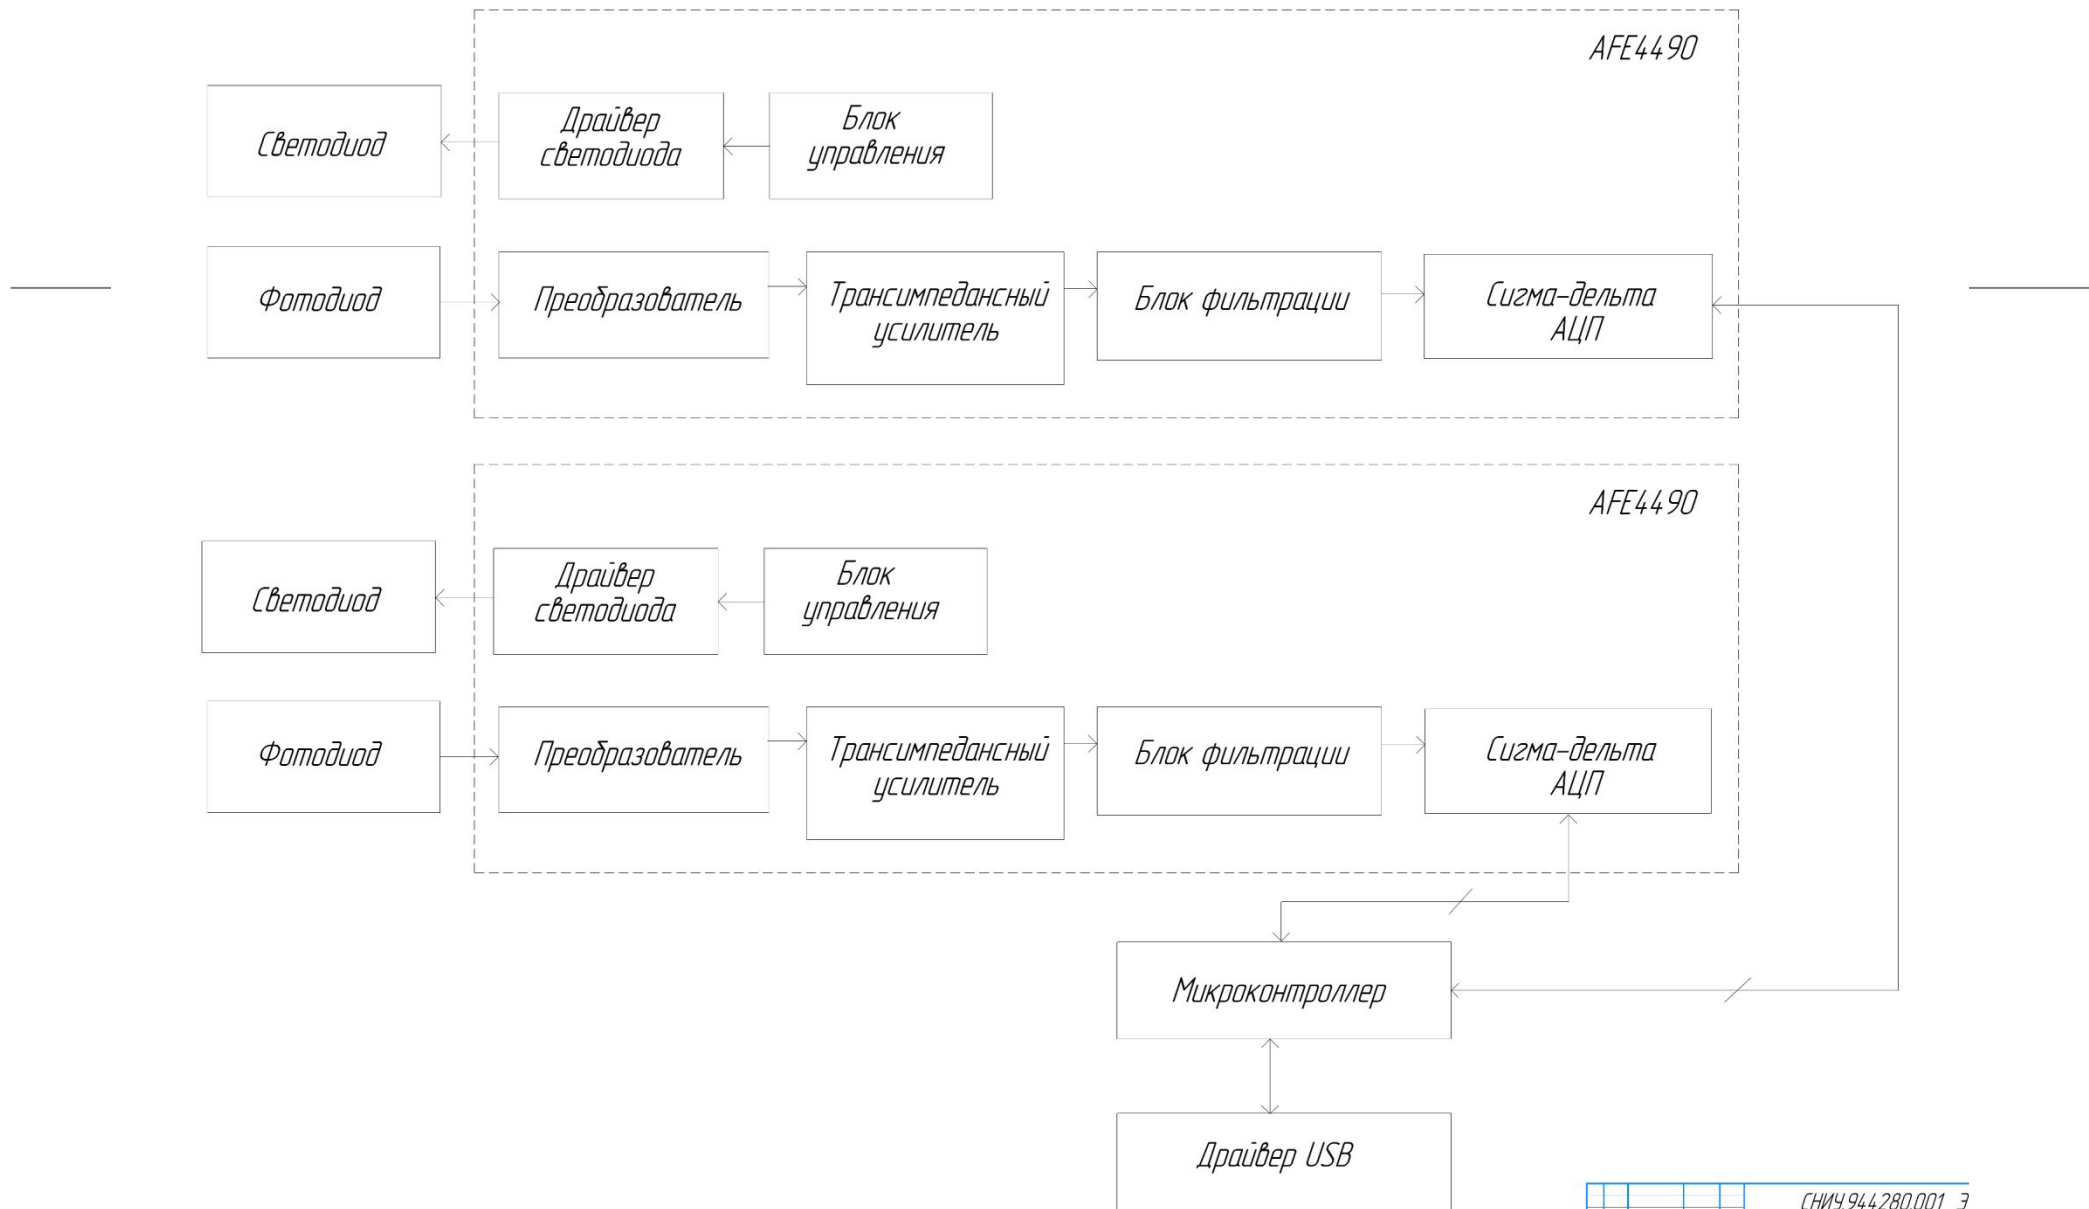 AFE4490
Светодиод
Драйвер
светодиода
Блок
управления
Фотодиод
Преобразователь
Трансимпедансный
усилитель
Блок фильтрации
Сигма-дельта
АЦП
AFE4490
Светодиод
Драйвер
светодиода
Блок
управления
Фотодиод
Преобразователь
Трансимпедансный
усилитель
Блок фильтрации
Сигма-дельта
АЦП
Микроконтроллер
Драйвер USB
СНИУ.944280.001 Э